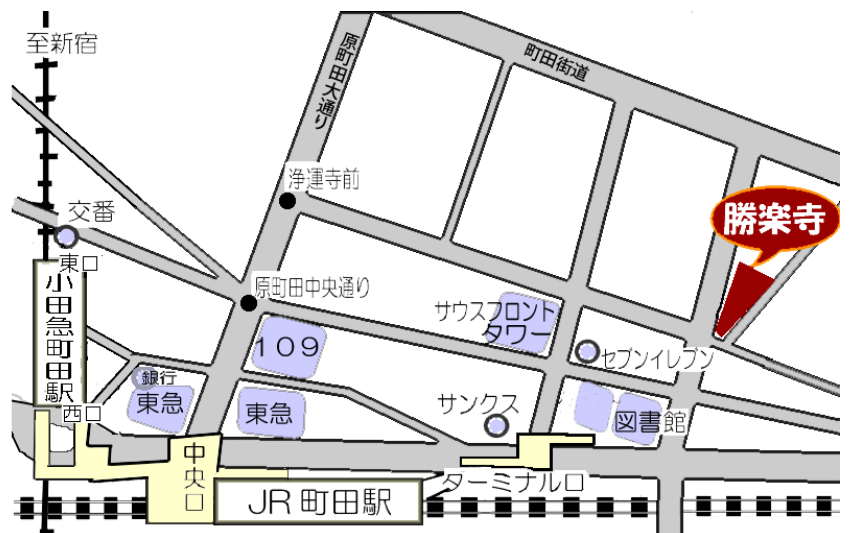 至新宿
原町田大通り
町田街道
浄運寺前
交番
勝楽寺
東口
小田急町田駅
原町田中央通り
サウスフロント
タワー
109
セブンイレブン
銀行
東急
東急
サンクス
図書館
西口
中央口
ターミナル口
JR町田駅